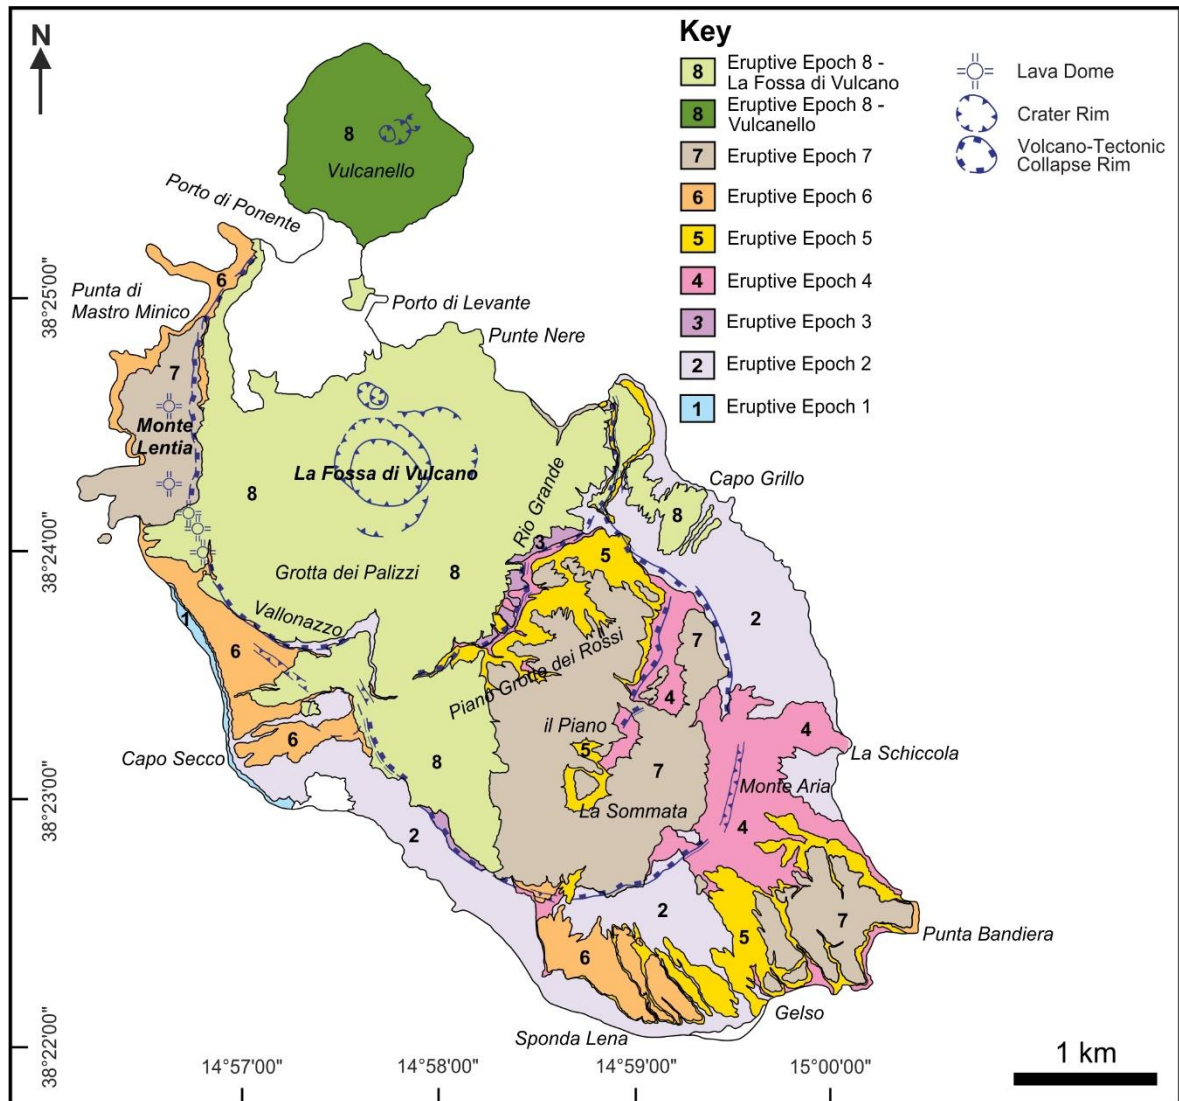 N
Key
8 Eruptive Epoch 8 -
La Fossa di Vulcano
8 Eruptive Epoch 8 -
Vulcanello
7 Eruptive Epoch 7
6 Eruptive Epoch 6
5 Eruptive Epoch 5
4 Eruptive Epoch 4
3 Eruptive Epoch 3
2 Eruptive Epoch 2
1 Eruptive Epoch 1
Lava Dome
Crater Rim
Volcano-Tectonic
Collapse Rim
8
Vulcanello
Porto di Ponente
6
Punta di
Mastro Minico
Porto di Levante
Punte Nere
7
Monte
Lentia
La Fossa di Vulcano
8
Rio Grande
Capo Grillo
8
3
5
Grotta dei Palizzi
8
1
Vallonazzo
2
6
7
Piano Grotte dei Rossi
4
7
il Piano
4
6
5
Capo Secco
8
7
La Schiccola
Monte Aria
La Sommata
2
4
2
7
5
Punta Bandiera
6
Gelso
Sponda Lena
38°25'00"
38°24'00"
38°23'00"
38°22'00"
14°57'00"
14°58'00"
14°59'00"
15°00'00"
1 km